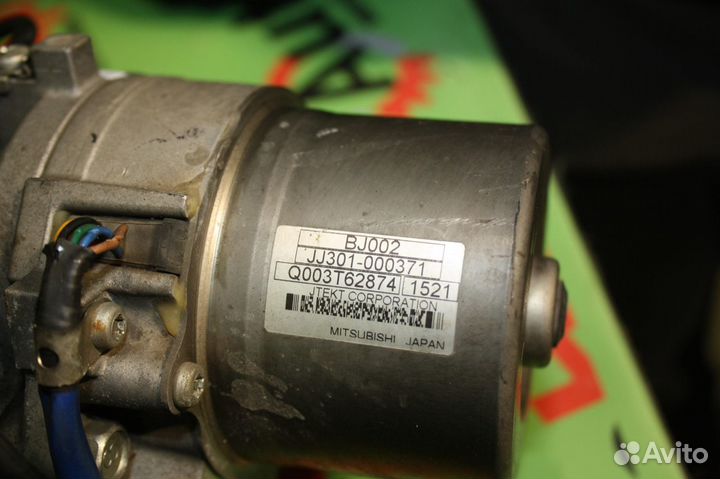 BJ002
JJ301-000371
Q003T62874 1521
JTEKT CORPORATION
MITSUBISHI JAPAN
Avito